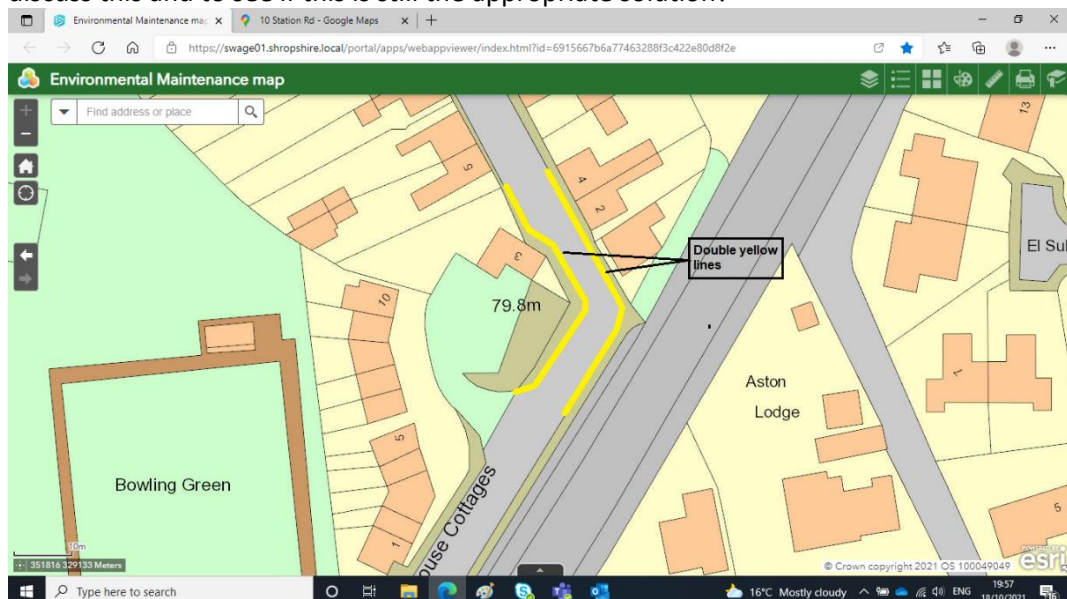 discuss this and to see if this is still the appropriate solution?
Environmental Maintenance map
10 Station Rd - Google Maps
https://swage01.shropshire.local/portal/apps/webappviewer/index.html?id=6915667b6a77463288f3c422e80d8f2e
Environmental Maintenance map
Find address or place
13
5
4
2
Double yellow
lines
El Sul
3
79.8m
10
Aston
Lodge
5
Bowling Green
ouse Cottages
1
5
10m
351816 329133 Meters
© Crown copyright 2021 OS 100049049
esri
Type here to search
16°C Mostly cloudy
ENG
19:57
18/10/2021